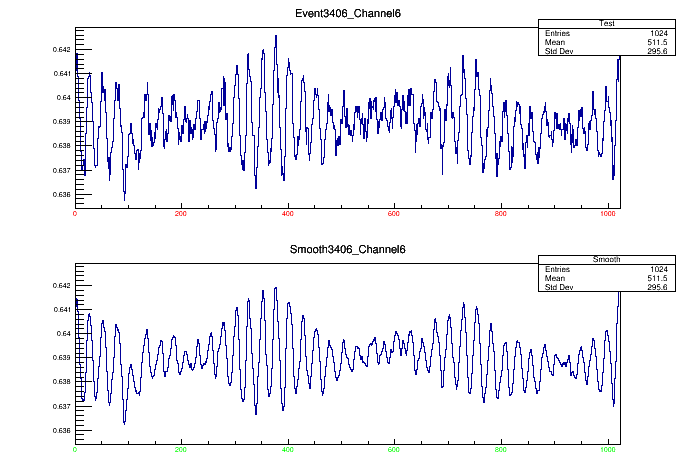 Event3406_Channel6
Test
Entries 1024
Mean 511.5
Std Dev 295.6
0.642
0.641
0.64
0.639
0.638
0.637
0.636
0 200 400 600 800 1000
Smooth3406_Channel6
Smooth
Entries 1024
Mean 511.5
Std Dev 295.6
0.642
0.641
0.64
0.639
0.638
0.637
0.636
0 200 400 600 800 1000